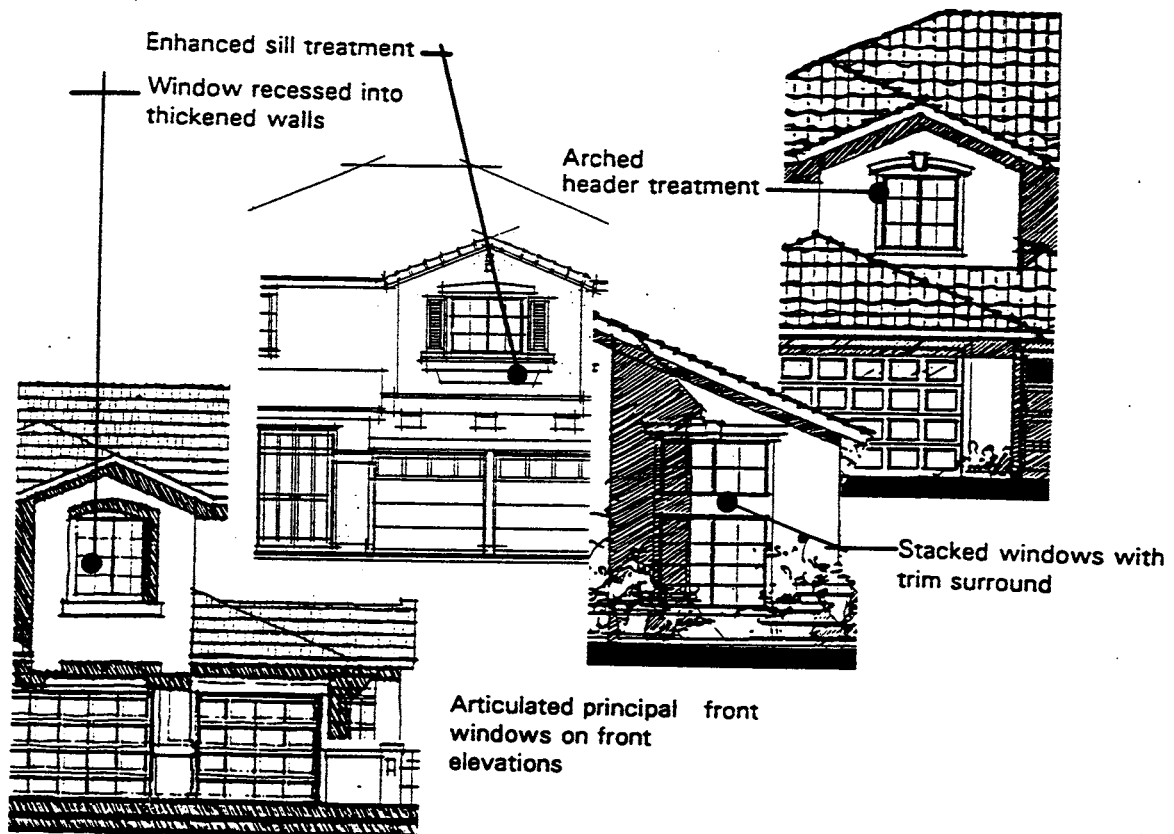 Enhanced sill treatment
Window recessed into
thickened walls
Arched
header treatment
Stacked windows with
trim surround
Articulated principal front
windows on front
elevations